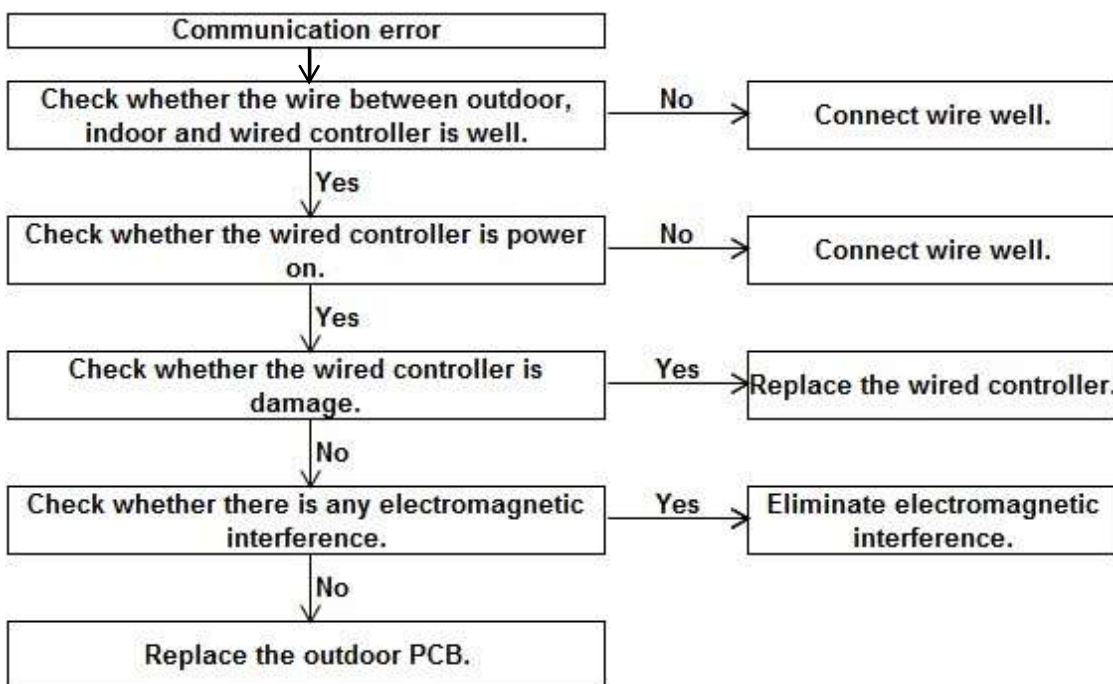 Communication error
Check whether the wire between outdoor,
indoor and wired controller is well.
No
Connect wire well.
Yes
Check whether the wired controller is power
on.
No
Connect wire well.
Yes
Check whether the wired controller is
damage.
Yes
Replace the wired controller.
No
Check whether there is any electromagnetic
interference.
Yes
Eliminate electromagnetic
interference.
No
Replace the outdoor PCB.